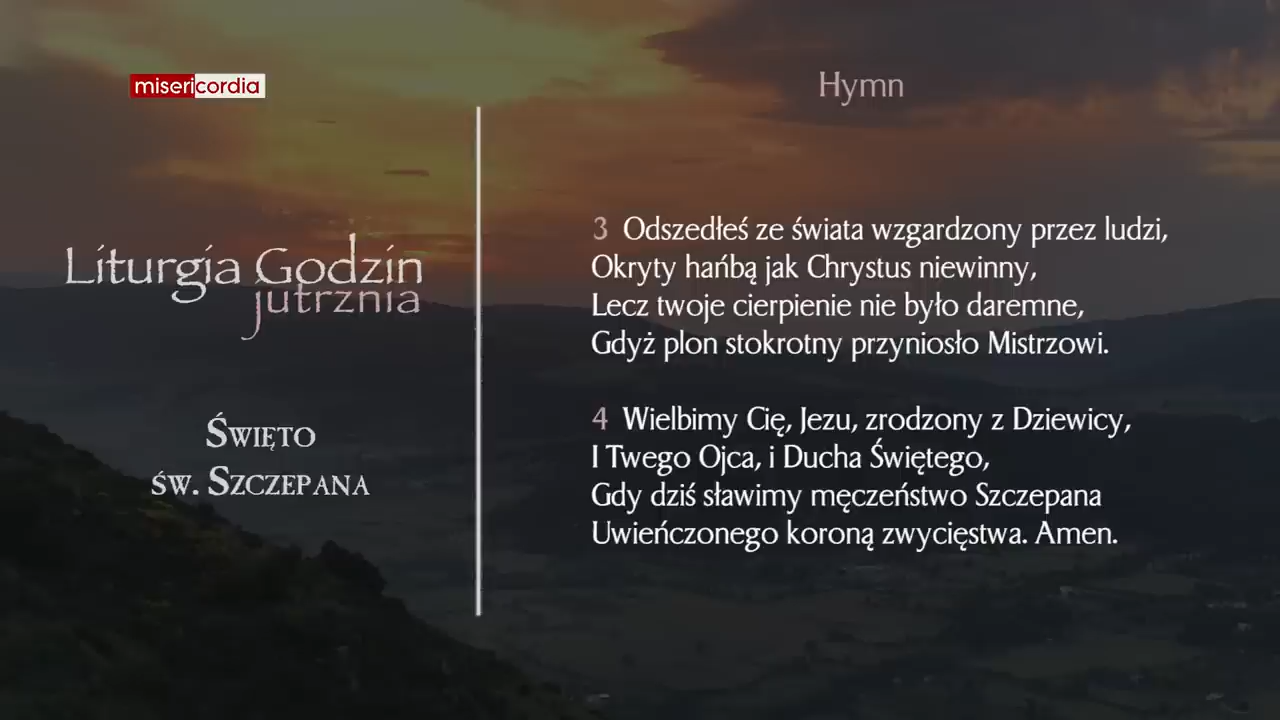 misericordia
Liturgia Godzin
jutrznia
Święto
św. Szczepana
Hymn
3 Odszedłeś ze świata wzgardzony przez ludzi,
Okryty hańbą jak Chrystus niewinny,
Lecz twoje cierpienie nie było daremne,
Gdyż plon stokrotny przyniosło Mistrzowi.
4 Wielbimy Cię, Jezu, zrodzony z Dziewicy,
I Twego Ojca, i Ducha Świętego,
Gdy dziś sławimy męczeństwo Szczepana
Uwieńczonego koroną zwycięstwa. Amen.